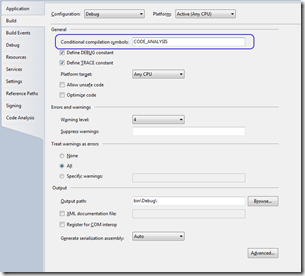 Application
Build
Build Events
Debug
Resources
Services
Settings
Reference Paths
Signing
Code Analysis
Configuration: Debug Platform: Active (Any CPU)
General
Conditional compilation symbols: CODE_ANALYSIS
Define DEBUG constant
Define TRACE constant
Platform target: Any CPU
Allow unsafe code
Optimize code
Errors and warnings
Warning level: 4
Suppress warnings:
Treat warnings as errors
None
All
Specific warnings:
Output
Output path: bin\Debug\ Browse...
XML documentation file:
Register for COM interop
Generate serialization assembly: Auto
Advanced...